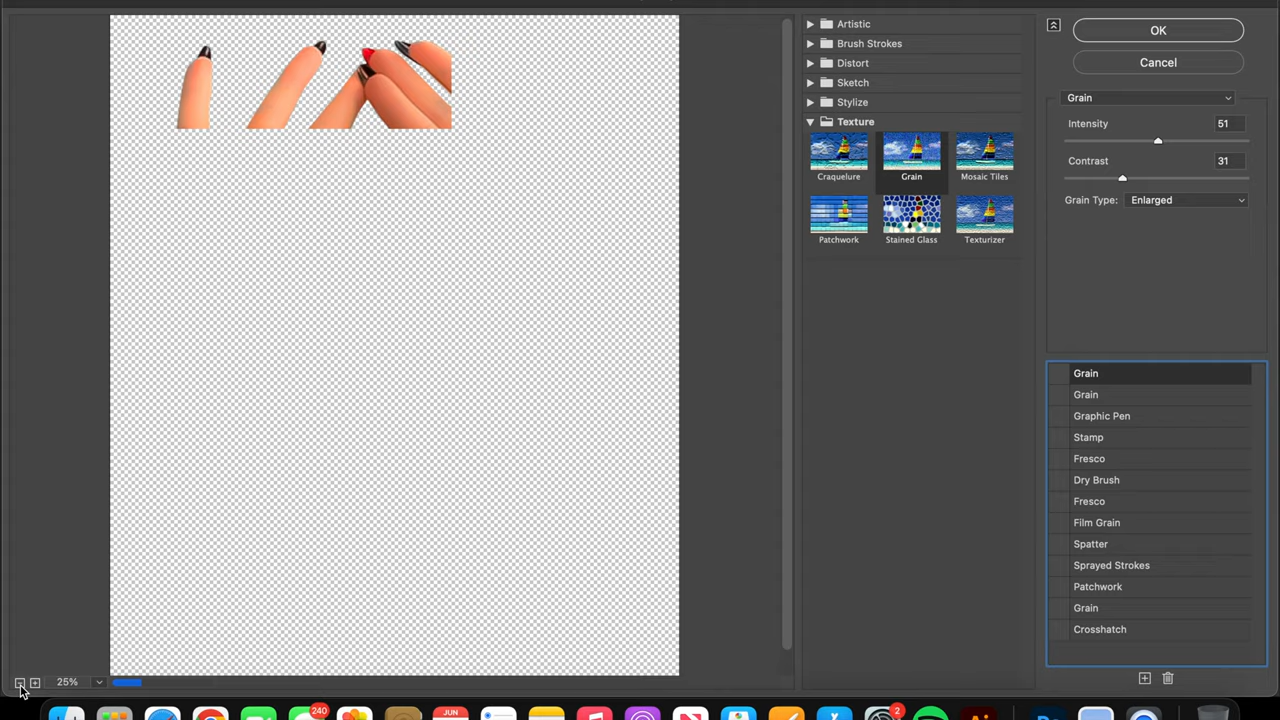 Artistic
Brush Strokes
Distort
Sketch
Stylize
Texture
Craquelure
Grain
Mosaic Tiles
Patchwork
Stained Glass
Texturizer
OK
Cancel
Grain
Intensity 51
Contrast 31
Grain Type: Enlarged
Grain
Grain
Graphic Pen
Stamp
Fresco
Dry Brush
Fresco
Film Grain
Spatter
Sprayed Strokes
Patchwork
Grain
Crosshatch
25%
240
JUN
2
Ai